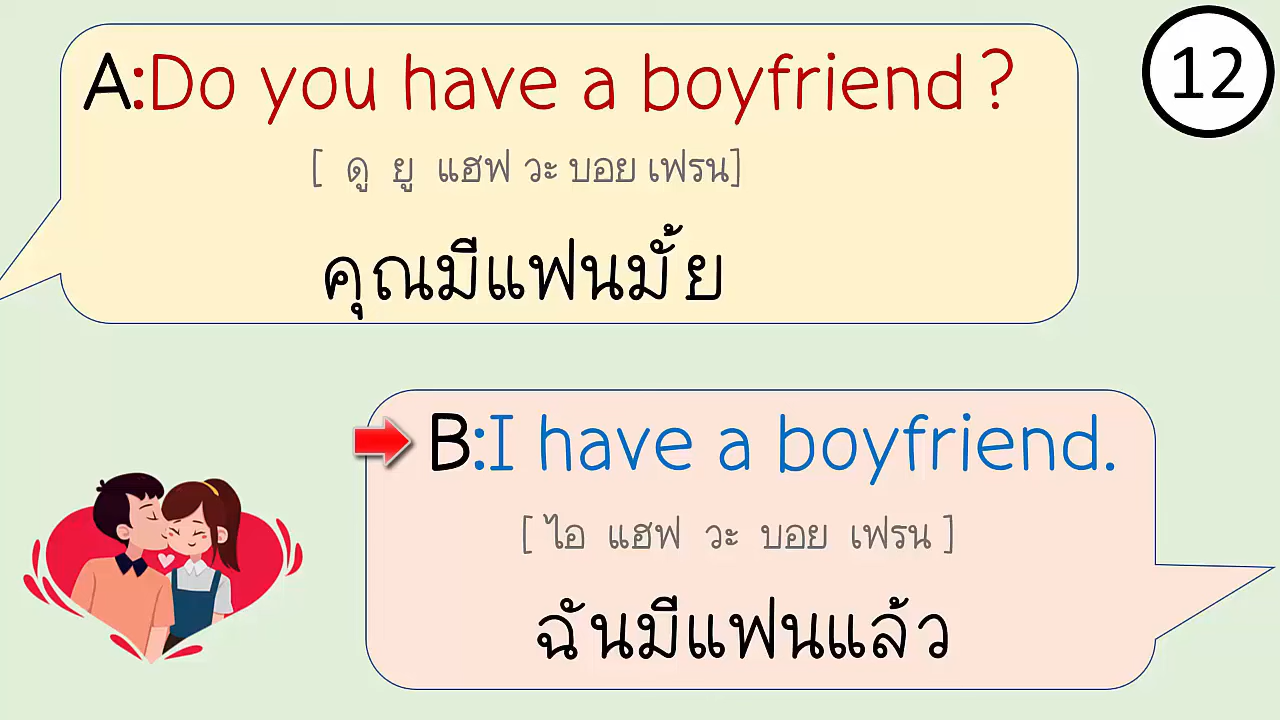 A:Do you have a boyfriend?
12
[ ดู ยู แฮฟ วะ บอย เฟรน]
คุณมีแฟนมั้ย
B:I have a boyfriend.
[ ไอ แฮฟ วะ บอย เฟรน ]
ฉันมีแฟนแล้ว